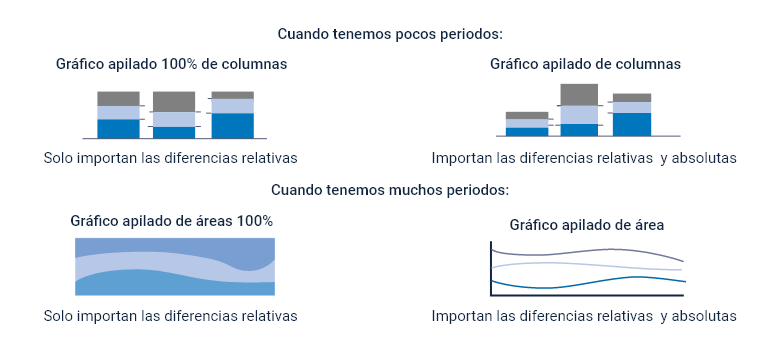 Cuando tenemos pocos periodos:
Gráfico apilado 100% de columnas
Gráfico apilado de columnas
Solo importan las diferencias relativas
Importan las diferencias relativas y absolutas
Cuando tenemos muchos periodos:
Gráfico apilado de áreas 100%
Gráfico apilado de área
Solo importan las diferencias relativas
Importan las diferencias relativas y absolutas